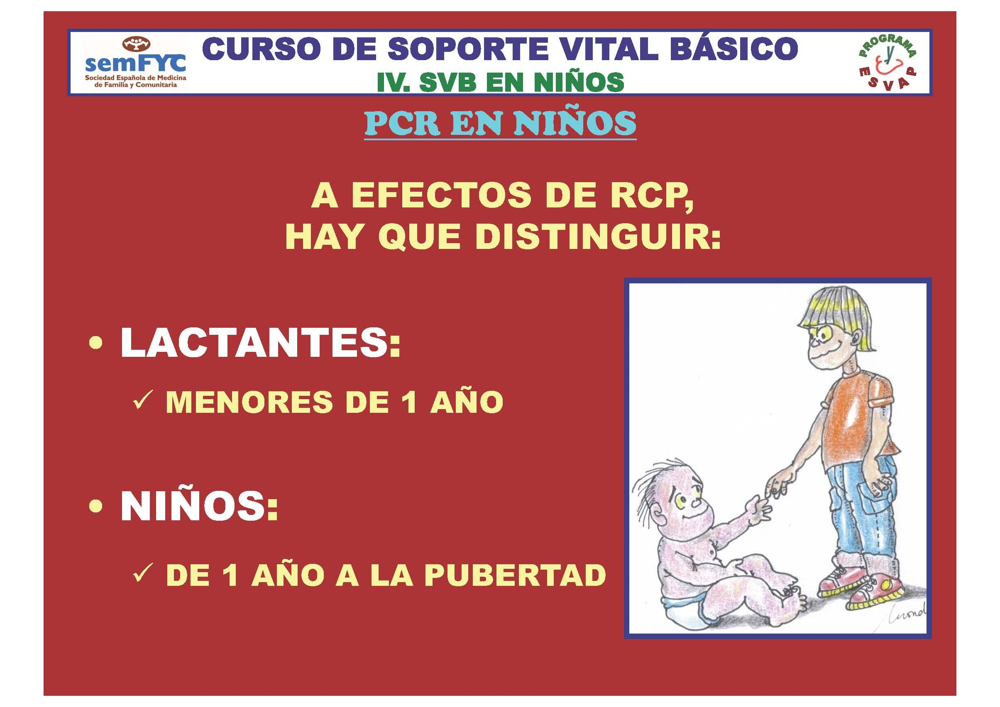 semFYC
Sociedad Española de Medicina
de Familia y Comunitaria
CURSO DE SOPORTE VITAL BÁSICO
IV. SVB EN NIÑOS
PROGRAMA
ESVAP
PCR EN NIÑOS
A EFECTOS DE RCP,
HAY QUE DISTINGUIR:
• LACTANTES:
✓ MENORES DE 1 AÑO
• NIÑOS:
✓ DE 1 AÑO A LA PUBERTAD